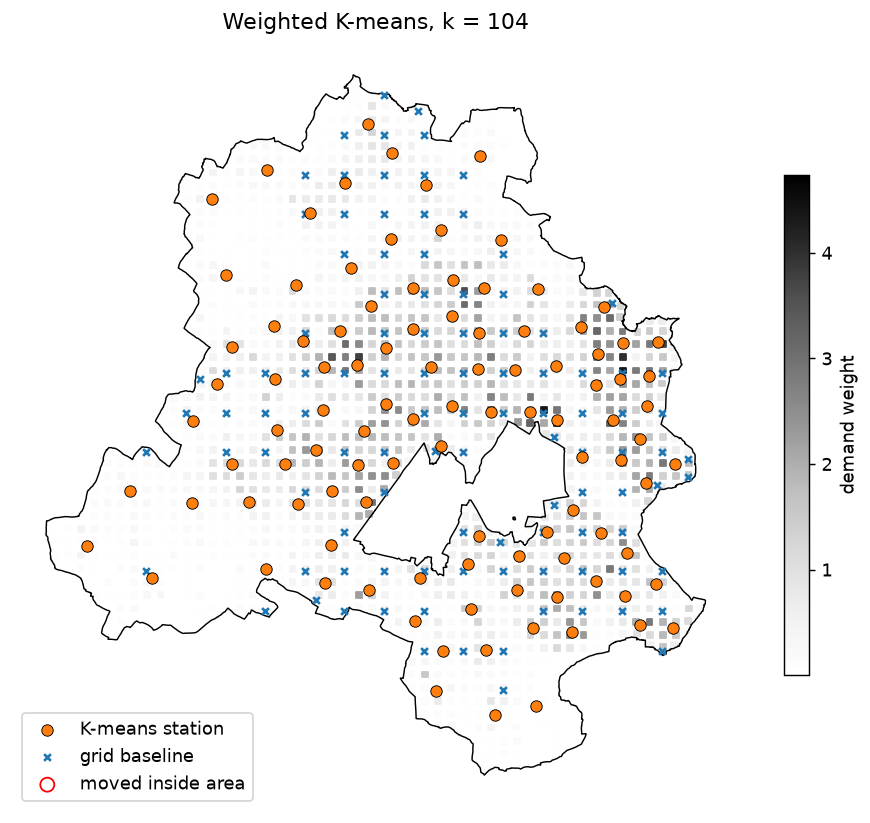 Weighted K-means, k = 104
4
3
2
1
demand weight
K-means station
grid baseline
moved inside area